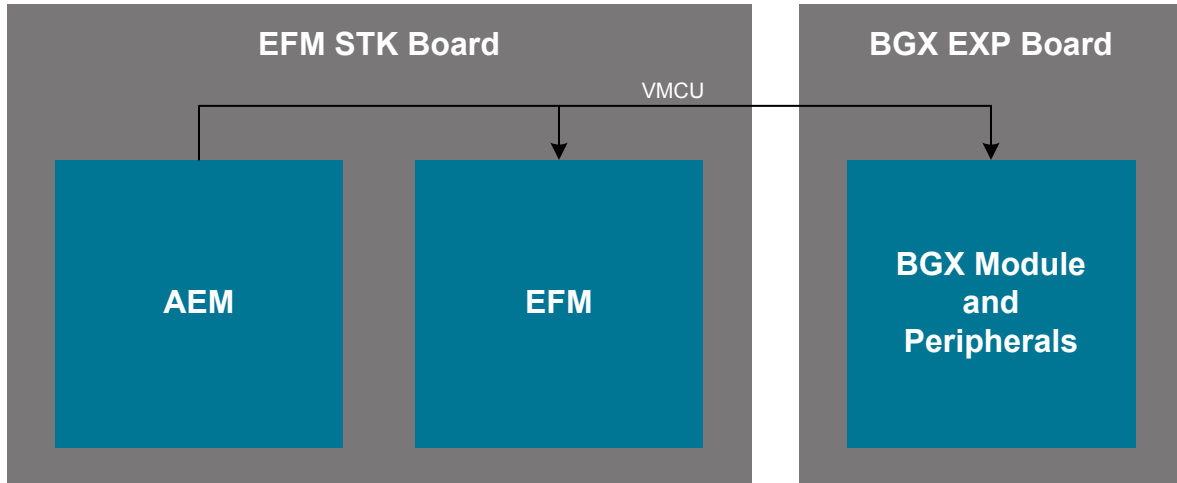 EFM STK Board
BGX EXP Board
VMCU
AEM
EFM
BGX Module
and
Peripherals